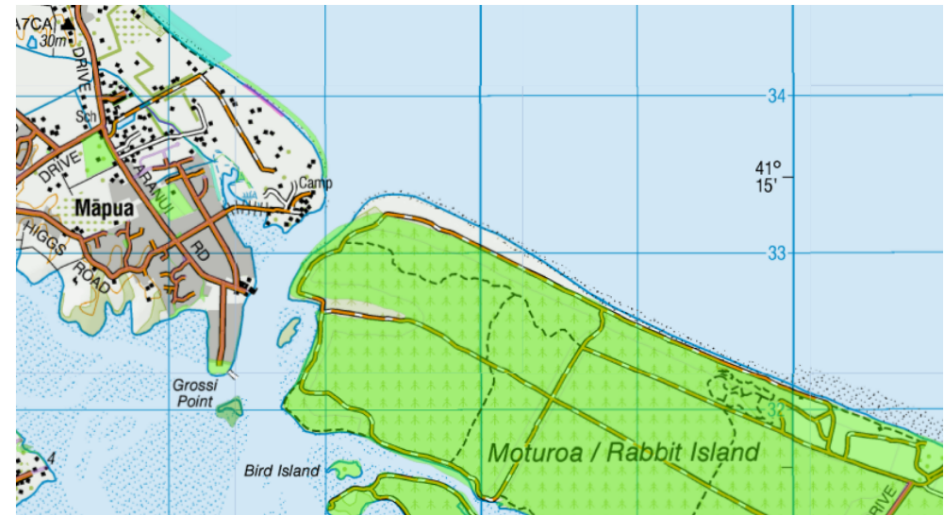 A7CA)
30m
DRIVE
34
Sch
41°
15'
DRIVE
ARANUI
Camp
Māpua
HIGGS
RD
33
ROAD
Grossi
Point
32
Moturoa / Rabbit Island
4
Bird Island
DRIVE